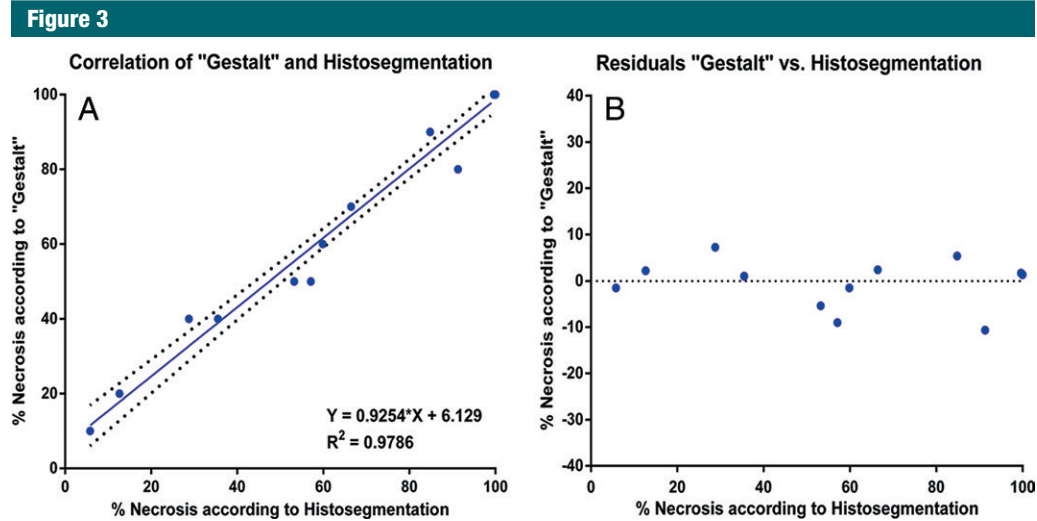 Figure 3
Correlation of "Gestalt" and Histosegmentation
A
% Necrosis according to "Gestalt"
100
80
60
40
20
0
Y = 0.9254*X + 6.129
R2 = 0.9786
0 20 40 60 80 100
% Necrosis according to Histosegmentation
Residuals "Gestalt" vs. Histosegmentation
B
% Necrosis according to "Gestalt"
40
30
20
10
0
-10
-20
-30
-40
0 20 40 60 80 100
% Necrosis according to Histosegmentation